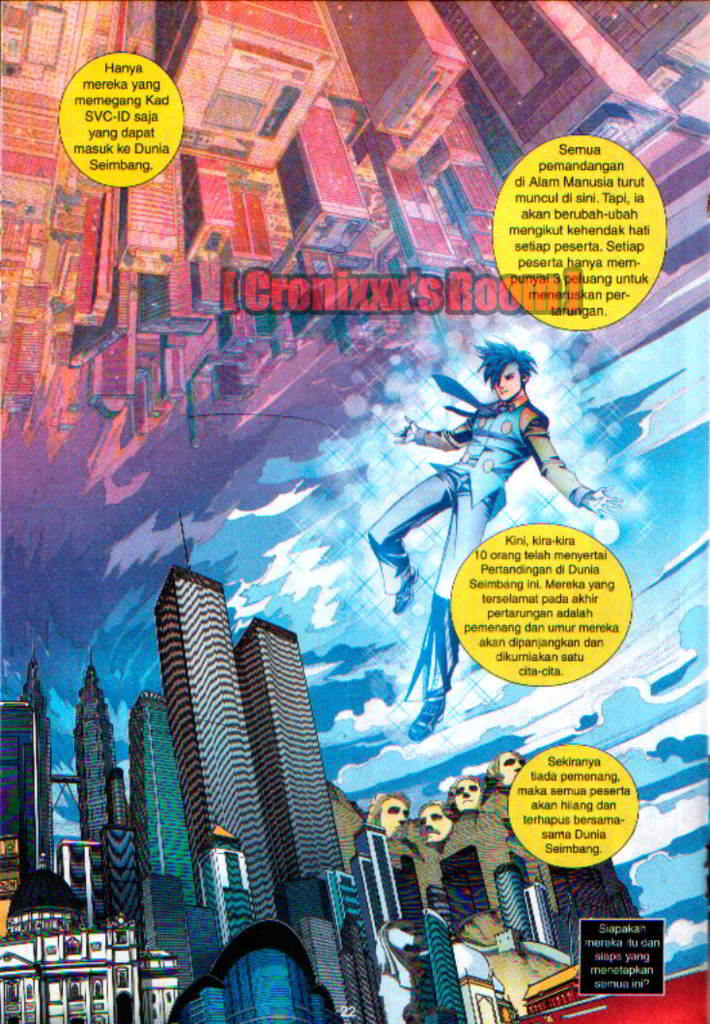 Hanya
mereka yang
memegang Kad
SVC-ID saja
yang dapat
masuk ke Dunia
Seimbang.
Semua
pemandangan
di Alam Manusia turut
muncul di sini. Tapi, ia
akan berubah-ubah
mengikut kehendak hati
setiap peserta. Setiap
peserta hanya mem-
punyai 3 peluang untuk
meneruskan per-
tarungan.
[Cronixxx's Room]
Kini, kira-kira
10 orang telah menyertai
Pertandingan di Dunia
Seimbang ini. Mereka yang
terselamat pada akhir
pertarungan adalah
pemenang dan umur mereka
akan dipanjangkan dan
dikurniakan satu
cita-cita.
Sekiranya
tiada pemenang,
maka semua peserta
akan hilang dan
terhapus bersama-
sama Dunia
Seimbang.
Siapakah
mereka itu dan
siapa yang
menetapkan
semua ini?
22